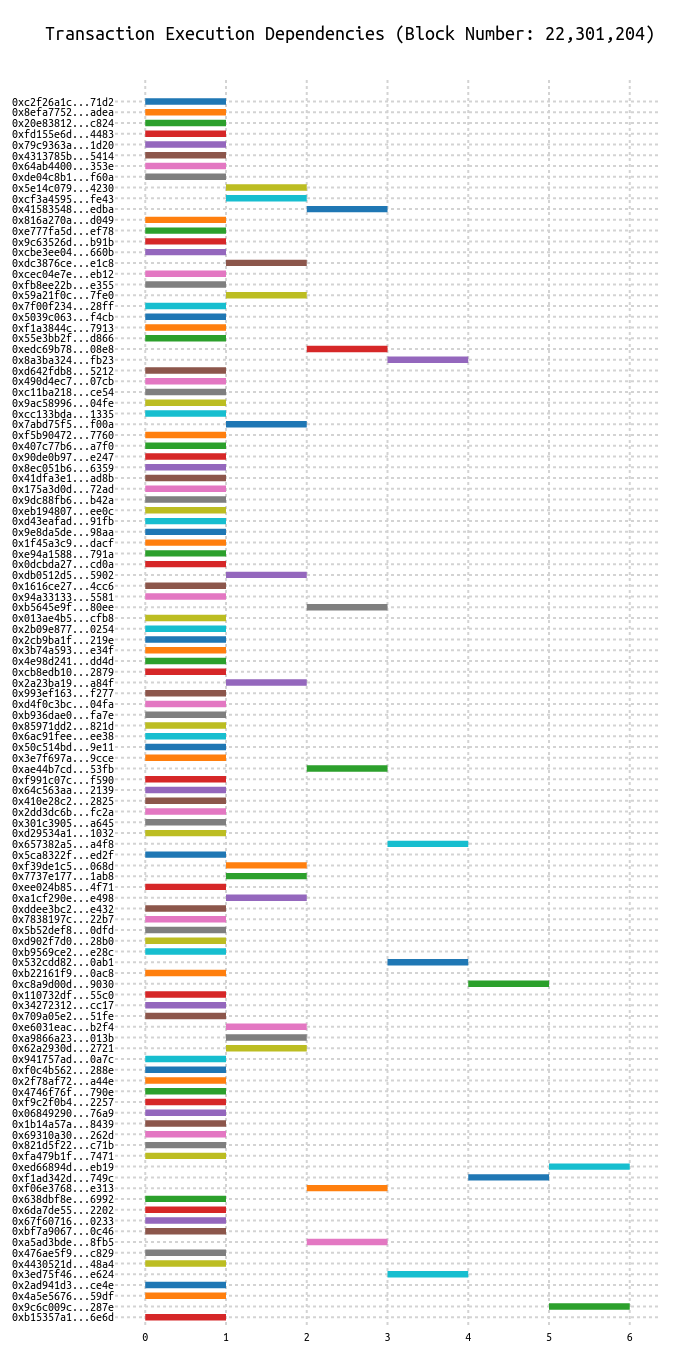 Transaction Execution Dependencies (Block Number: 22,301,204)
0xc2f26a1c...71d2
0x8efa7752...adea
0x20e83812...c824
0xfd155e6d...4483
0x79c9363a...1d20
0x4313785b...5414
0x64ab4400...353e
0xde04c8b1...f60a
0x5e14c079...4230
0xcf3a4595...fe43
0x41583548...edba
0x816a270a...d049
0xe777fa5d...ef78
0x9c63526d...b91b
0xcbe3ee04...660b
0xdc3876ce...e1c8
0xcec04e7e...eb12
0xfb8ee22b...e355
0x59a21f0c...7fe0
0x7f00f234...28ff
0x5039c063...f4cb
0xf1a3844c...7913
0x55e3bb2f...d866
0xedc69b78...08e8
0x8a3ba324...fb23
0xd642fdb8...5212
0x490d4ec7...07cb
0xc11ba218...ce54
0x9ac58996...04fe
0xcc133bda...1335
0x7abd75f5...f00a
0xf5b90472...7760
0x407c77b6...a7f0
0x90de0b97...e247
0x8ec051b6...6359
0x41dfa3e1...ad8b
0x175a3d0d...72ad
0x9dc88fb6...b42a
0xeb194807...ee0c
0xd43eafad...91fb
0x9e8da5de...98aa
0x1f45a3c9...dacf
0xe94a1588...791a
0x0dcbda27...cd0a
0xdb0512d5...5902
0x1616ce27...4cc6
0x94a33133...5581
0xb5645e9f...80ee
0x013ae4b5...cfb8
0x2b09e877...0254
0x2cb9ba1f...219e
0x3b74a593...e34f
0x4e98d241...dd4d
0xcb8edb10...2879
0x2a23ba19...a84f
0x993ef163...f277
0xd4f0c3bc...04fa
0xb936dae0...fa7e
0x85971dd2...821d
0x6ac91fee...ee38
0x50c514bd...9e11
0x3e7f697a...9cce
0xae44b7cd...53fb
0xf991c07c...f590
0x64c563aa...2139
0x410e28c2...2825
0x2dd3dc6b...fc2a
0x301c3905...a645
0xd29534a1...1032
0x657382a5...a4f8
0x5ca8322f...ed2f
0xf39de1c5...068d
0x7737e177...1ab8
0xee024b85...4f71
0xa1cf290e...e498
0xddee3bc2...e432
0x7838197c...22b7
0x5b52def8...0dfd
0xd902f7d0...28b0
0xb9569ce2...e28c
0x532cdd82...0ab1
0xb22161f9...0ac8
0xc8a9d00d...9030
0x110732df...55c0
0x34272312...cc17
0x709a05e2...51fe
0xe6031eac...b2f4
0xa9866a23...013b
0x62a2930d...2721
0x941757ad...0a7c
0xf0c4b562...288e
0x2f78af72...a44e
0x4746f76f...790e
0xf9c2f0b4...2257
0x06849290...76a9
0x1b14a57a...8439
0x69310a30...262d
0x821d5f22...c71b
0xfa479b1f...7471
0xed66894d...eb19
0xf1ad342d...749c
0xf06e3768...e313
0x638dbf8e...6992
0x6da7de55...2202
0x67f60716...0233
0xbf7a9067...0c46
0xa5ad3bde...8fb5
0x476ae5f9...c829
0x4430521d...48a4
0x3ed75f46...e624
0x2ad941d3...ce4e
0x4a5e5676...59df
0x9c6c009c...287e
0xb15357a1...6e6d
0 1 2 3 4 5 6